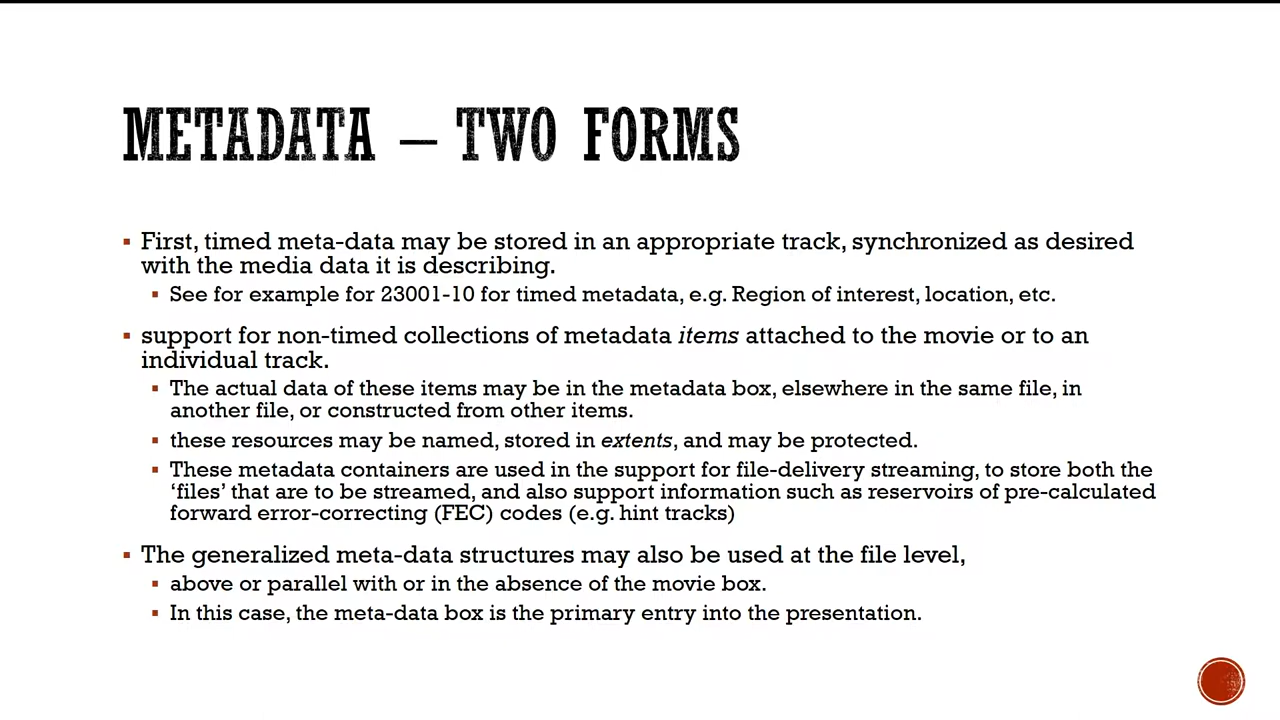 METADATA – TWO FORMS
▪ First, timed meta-data may be stored in an appropriate track, synchronized as desired
with the media data it is describing.
▪ See for example for 23001-10 for timed metadata, e.g. Region of interest, location, etc.
▪ support for non-timed collections of metadata items attached to the movie or to an
individual track.
▪ The actual data of these items may be in the metadata box, elsewhere in the same file, in
another file, or constructed from other items.
▪ these resources may be named, stored in extents, and may be protected.
▪ These metadata containers are used in the support for file-delivery streaming, to store both the
‘files’ that are to be streamed, and also support information such as reservoirs of pre-calculated
forward error-correcting (FEC) codes (e.g. hint tracks)
▪ The generalized meta-data structures may also be used at the file level,
▪ above or parallel with or in the absence of the movie box.
▪ In this case, the meta-data box is the primary entry into the presentation.